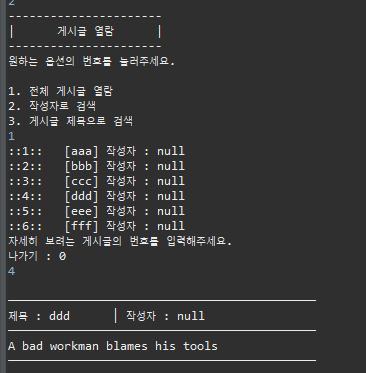 2
----------------------
|      게시글 열람      |
----------------------
원하는 옵션의 번호를 눌러주세요.
1. 전체 게시글 열람
2. 작성자로 검색
3. 게시글 제목으로 검색
1
::1::   [aaa] 작성자 : null
::2::   [bbb] 작성자 : null
::3::   [ccc] 작성자 : null
::4::   [ddd] 작성자 : null
::5::   [eee] 작성자 : null
::6::   [fff] 작성자 : null
자세히 보려는 게시글의 번호를 입력해주세요.
나가기 : 0
4
제목 : ddd      | 작성자 : null
A bad workman blames his tools